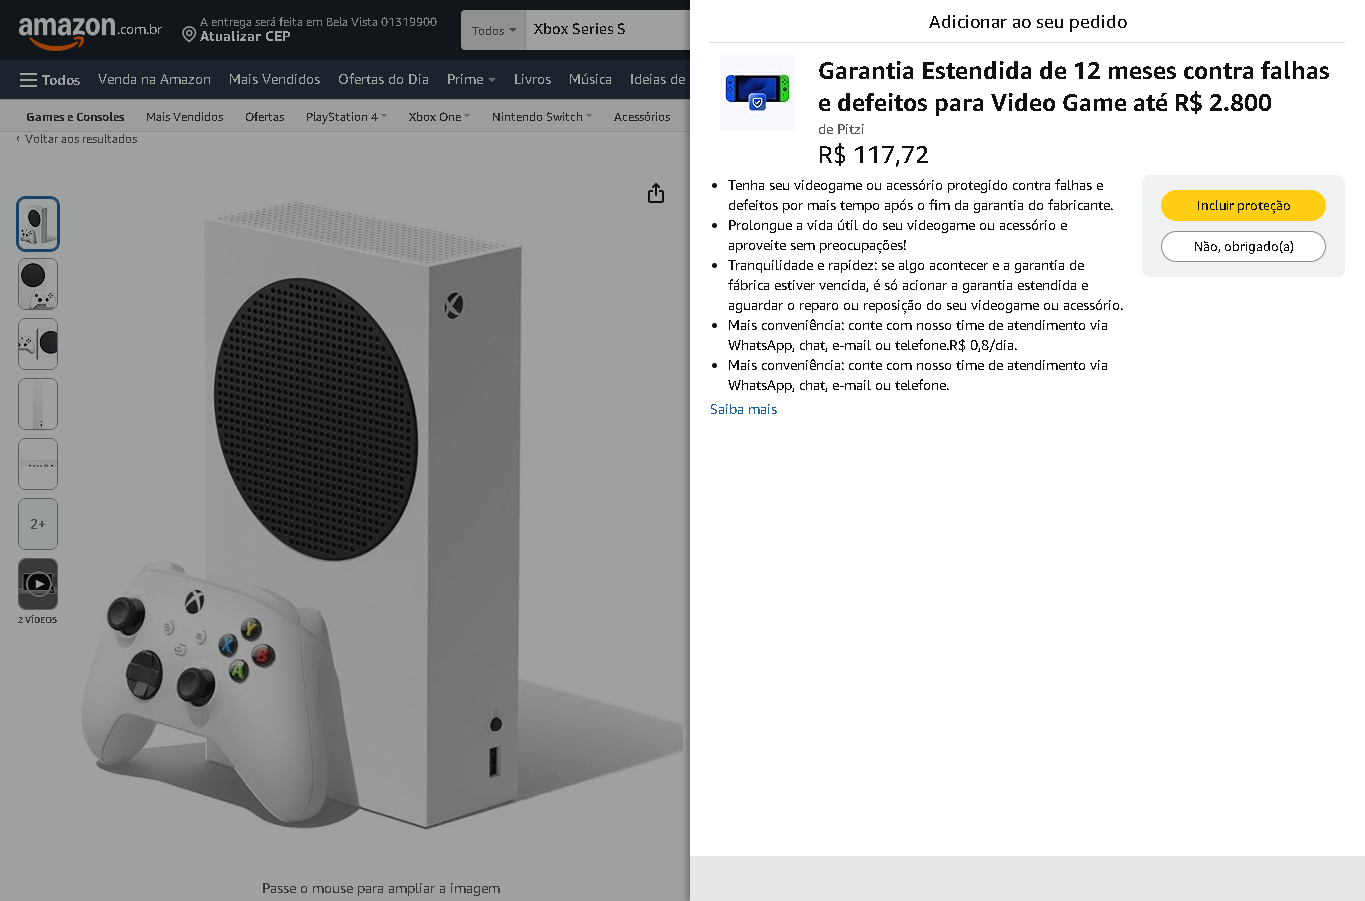 amazon.com.br
A entrega será feita em Bela Vista 01319900
Atualizar CEP
Todos
Xbox Series S
Todos
Venda na Amazon
Mais Vendidos
Ofertas do Dia
Prime
Livros
Música
Ideias de
Games e Consoles
Mais Vendidos
Ofertas
PlayStation 4
Xbox One
Nintendo Switch
Acessórios
‹ Voltar aos resultados
2+
2 VÍDEOS
Y
X
B
A
Passe o mouse para ampliar a imagem
Adicionar ao seu pedido
Garantia Estendida de 12 meses contra falhas
e defeitos para Video Game até R$ 2.800
de Pitzi
R$ 117,72
• Tenha seu videogame ou acessório protegido contra falhas e
defeitos por mais tempo após o fim da garantia do fabricante.
• Prolongue a vida útil do seu videogame ou acessório e
aproveite sem preocupações!
• Tranquilidade e rapidez: se algo acontecer e a garantia de
fábrica estiver vencida, é só acionar a garantia estendida e
aguardar o reparo ou reposição do seu videogame ou acessório.
• Mais conveniência: conte com nosso time de atendimento via
WhatsApp, chat, e-mail ou telefone.R$ 0,8/dia.
• Mais conveniência: conte com nosso time de atendimento via
WhatsApp, chat, e-mail ou telefone.
Saiba mais
Incluir proteção
Não, obrigado(a)